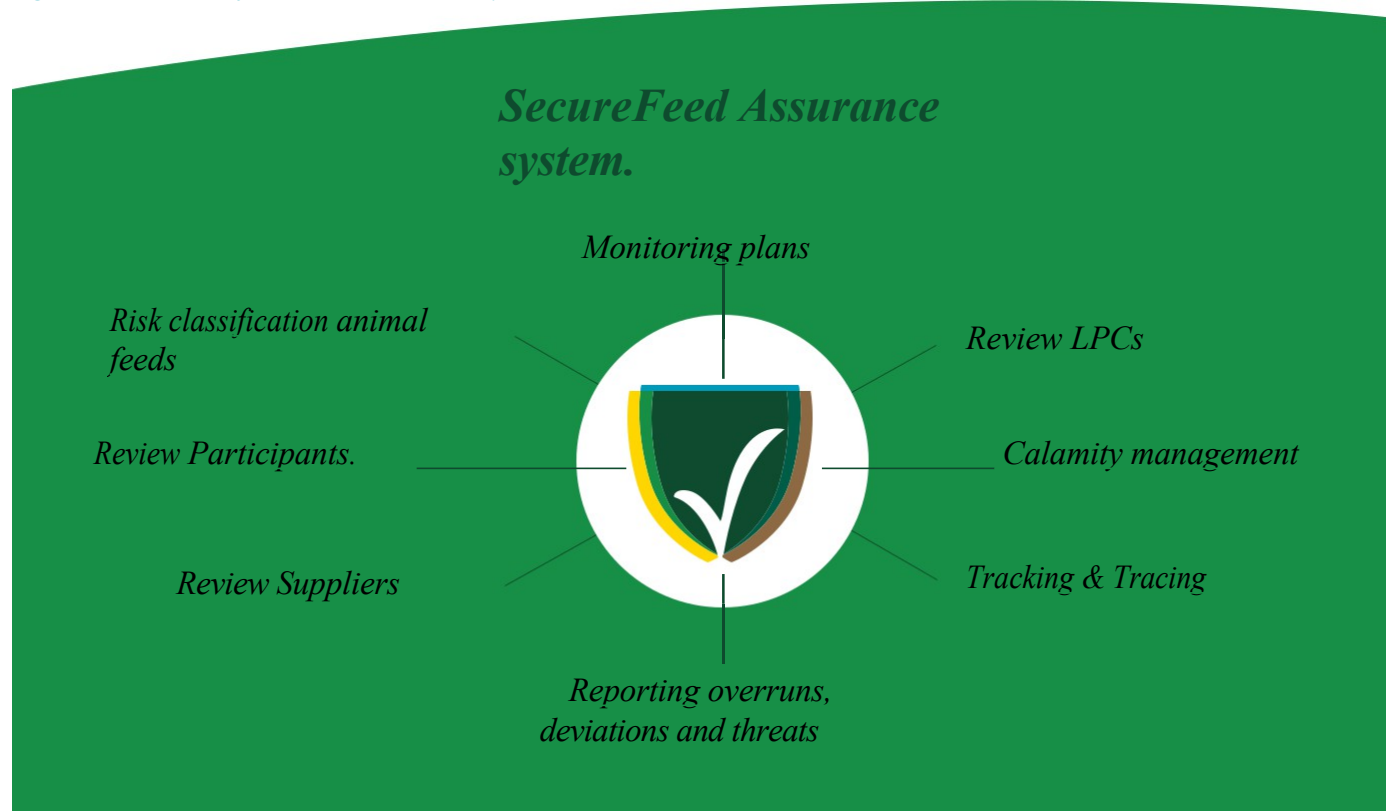 SecureFeed Assurance
system.
Monitoring plans
Risk classification animal
feeds
Review LPCs
Review Participants.
Calamity management
Review Suppliers
Tracking & Tracing
Reporting overruns,
deviations and threats